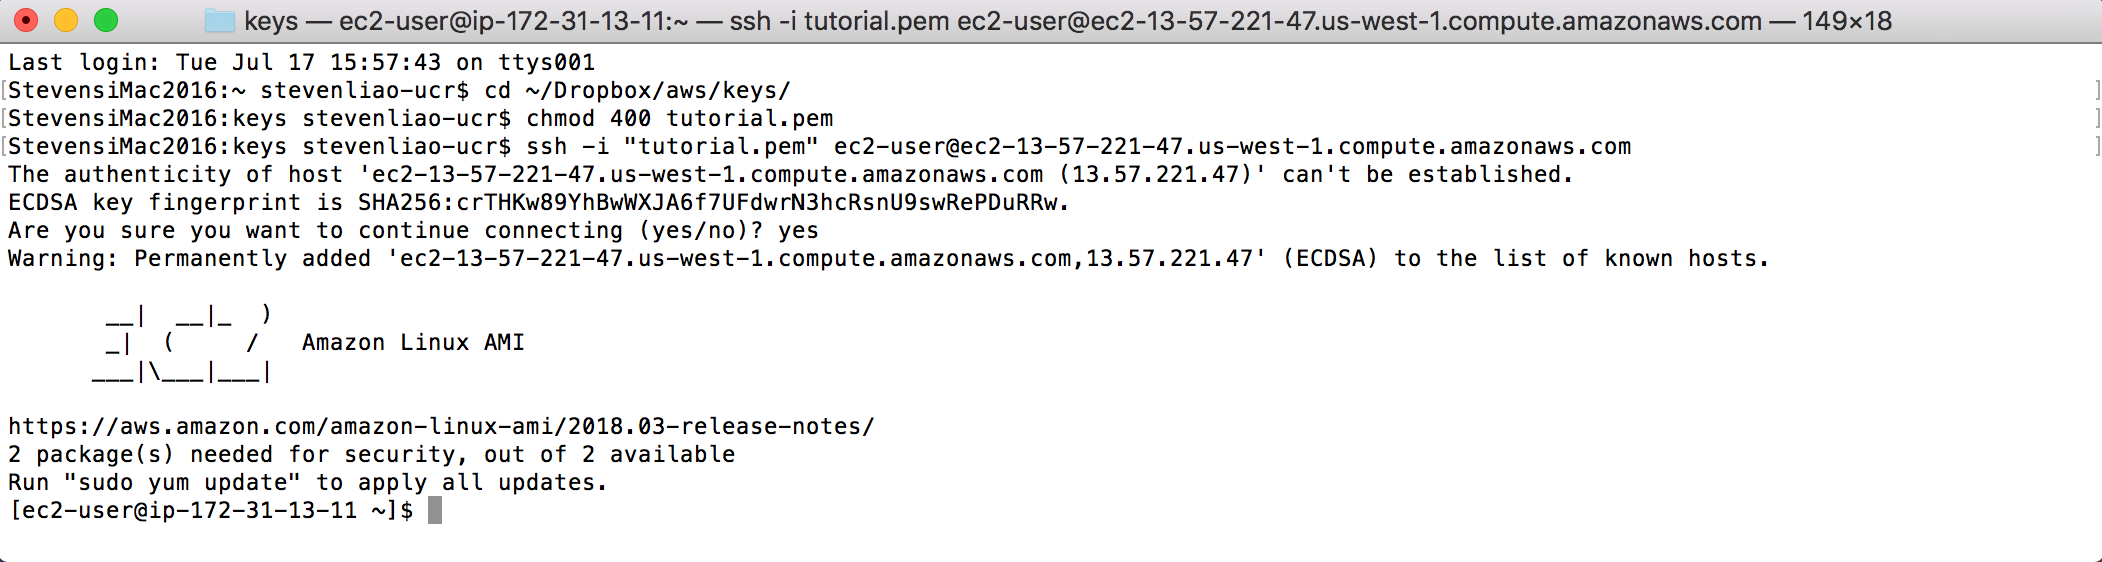 keys — ec2-user@ip-172-31-13-11:~ — ssh -i tutorial.pem ec2-user@ec2-13-57-221-47.us-west-1.compute.amazonaws.com — 149×18
Last login: Tue Jul 17 15:57:43 on ttys001
[StevensiMac2016:~ stevenliao-ucr$ cd ~/Dropbox/aws/keys/ ]
[StevensiMac2016:keys stevenliao-ucr$ chmod 400 tutorial.pem ]
[StevensiMac2016:keys stevenliao-ucr$ ssh -i "tutorial.pem" ec2-user@ec2-13-57-221-47.us-west-1.compute.amazonaws.com ]
The authenticity of host 'ec2-13-57-221-47.us-west-1.compute.amazonaws.com (13.57.221.47)' can't be established.
ECDSA key fingerprint is SHA256:crTHKw89YhBwWXJA6f7UFdwrN3hcRsnU9swRePDuRRw.
Are you sure you want to continue connecting (yes/no)? yes
Warning: Permanently added 'ec2-13-57-221-47.us-west-1.compute.amazonaws.com,13.57.221.47' (ECDSA) to the list of known hosts.
       __|  __|_  )
       _|  (     /   Amazon Linux AMI
      ___|\___|___|
https://aws.amazon.com/amazon-linux-ami/2018.03-release-notes/
2 package(s) needed for security, out of 2 available
Run "sudo yum update" to apply all updates.
[ec2-user@ip-172-31-13-11 ~]$